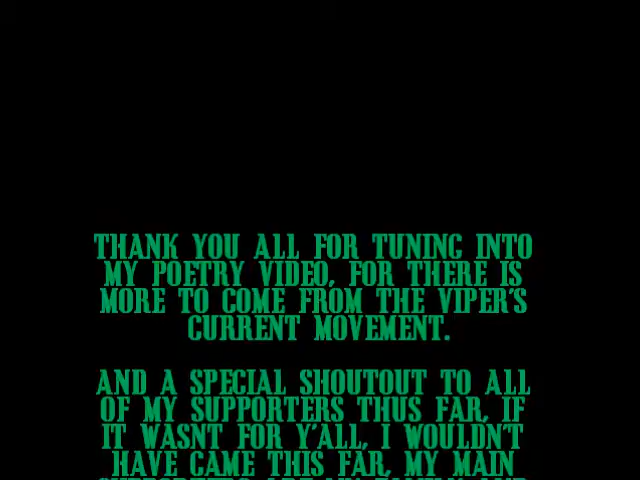 THANK YOU ALL FOR TUNING INTO
MY POETRY VIDEO, FOR THERE IS
MORE TO COME FROM THE VIPER'S
CURRENT MOVEMENT.
AND A SPECIAL SHOUTOUT TO ALL
OF MY SUPPORTERS THUS FAR, IF
IT WASNT FOR Y'ALL, I WOULDN'T
HAVE CAME THIS FAR, MY MAIN